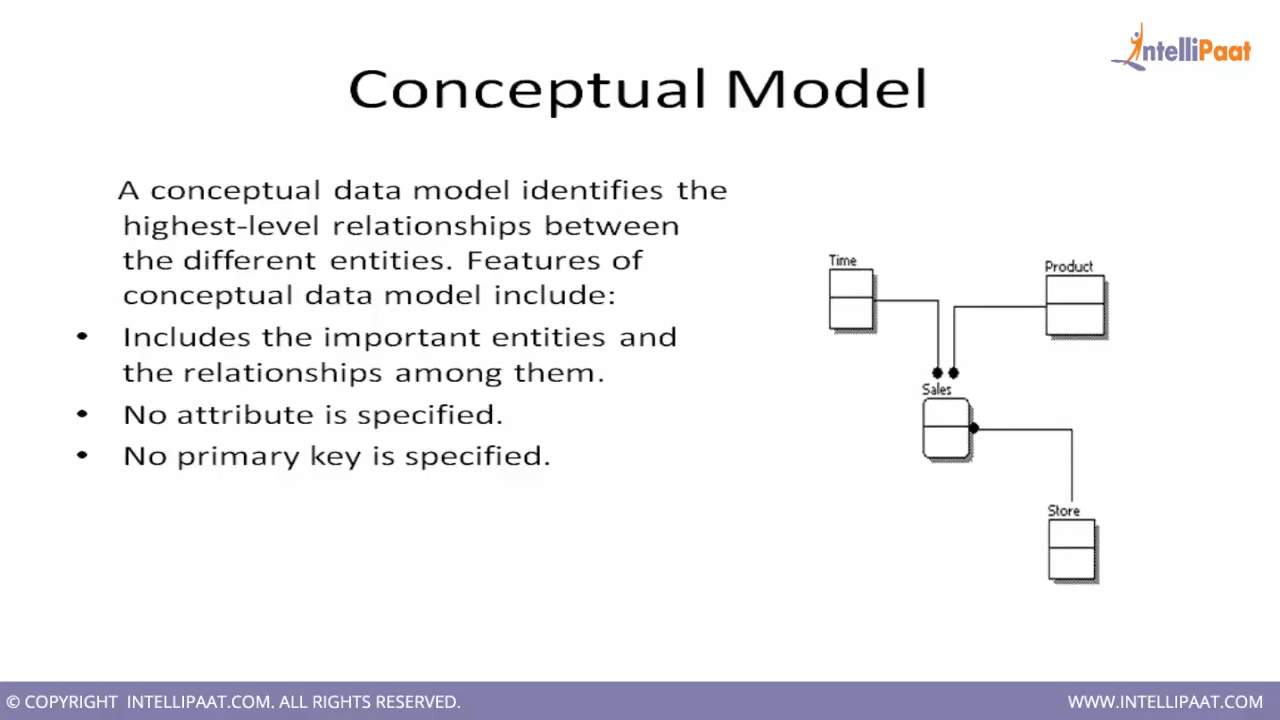 IntelliPaat
Conceptual Model
A conceptual data model identifies the
highest-level relationships between
the different entities. Features of
conceptual data model include:
• Includes the important entities and
the relationships among them.
• No attribute is specified.
• No primary key is specified.
Time
Product
Sales
Store
© COPYRIGHT INTELLIPAAT.COM. ALL RIGHTS RESERVED.
WWW.INTELLIPAAT.COM